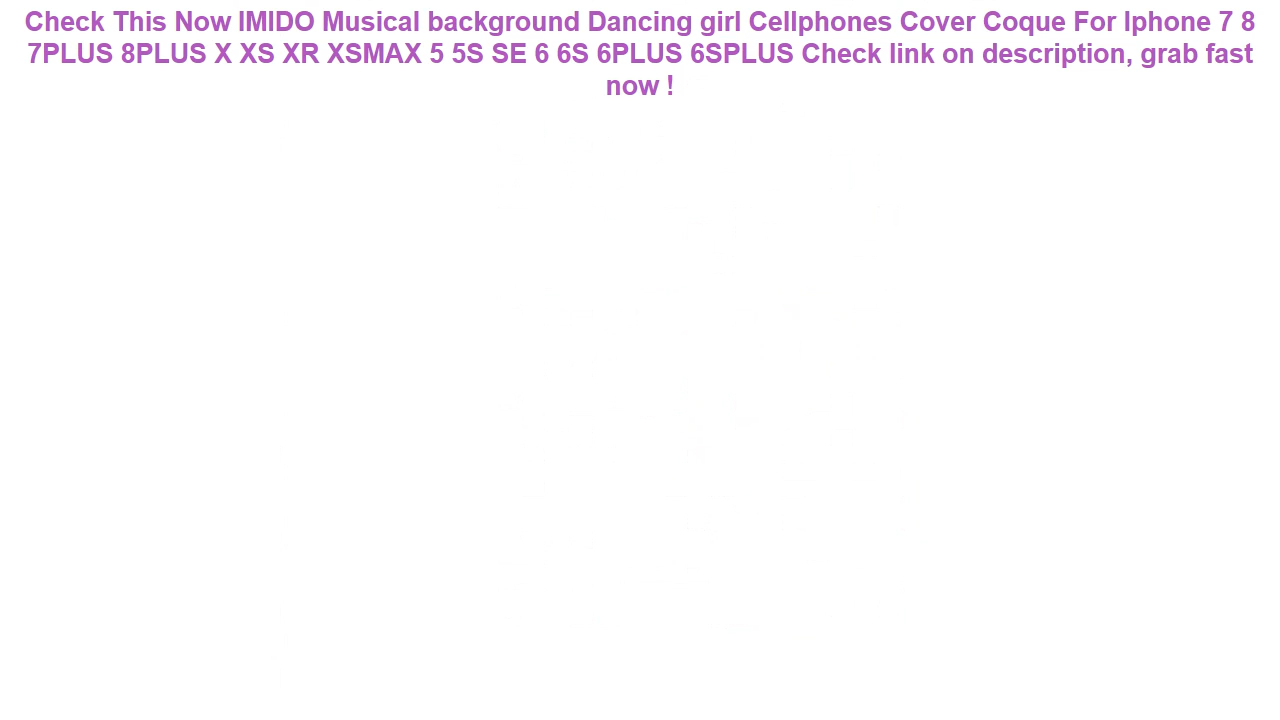 Check This Now IMIDO Musical background Dancing girl Cellphones Cover Coque For Iphone 7 8
7PLUS 8PLUS X XS XR XSMAX 5 5S SE 6 6S 6PLUS 6SPLUS Check link on description, grab fast
now !